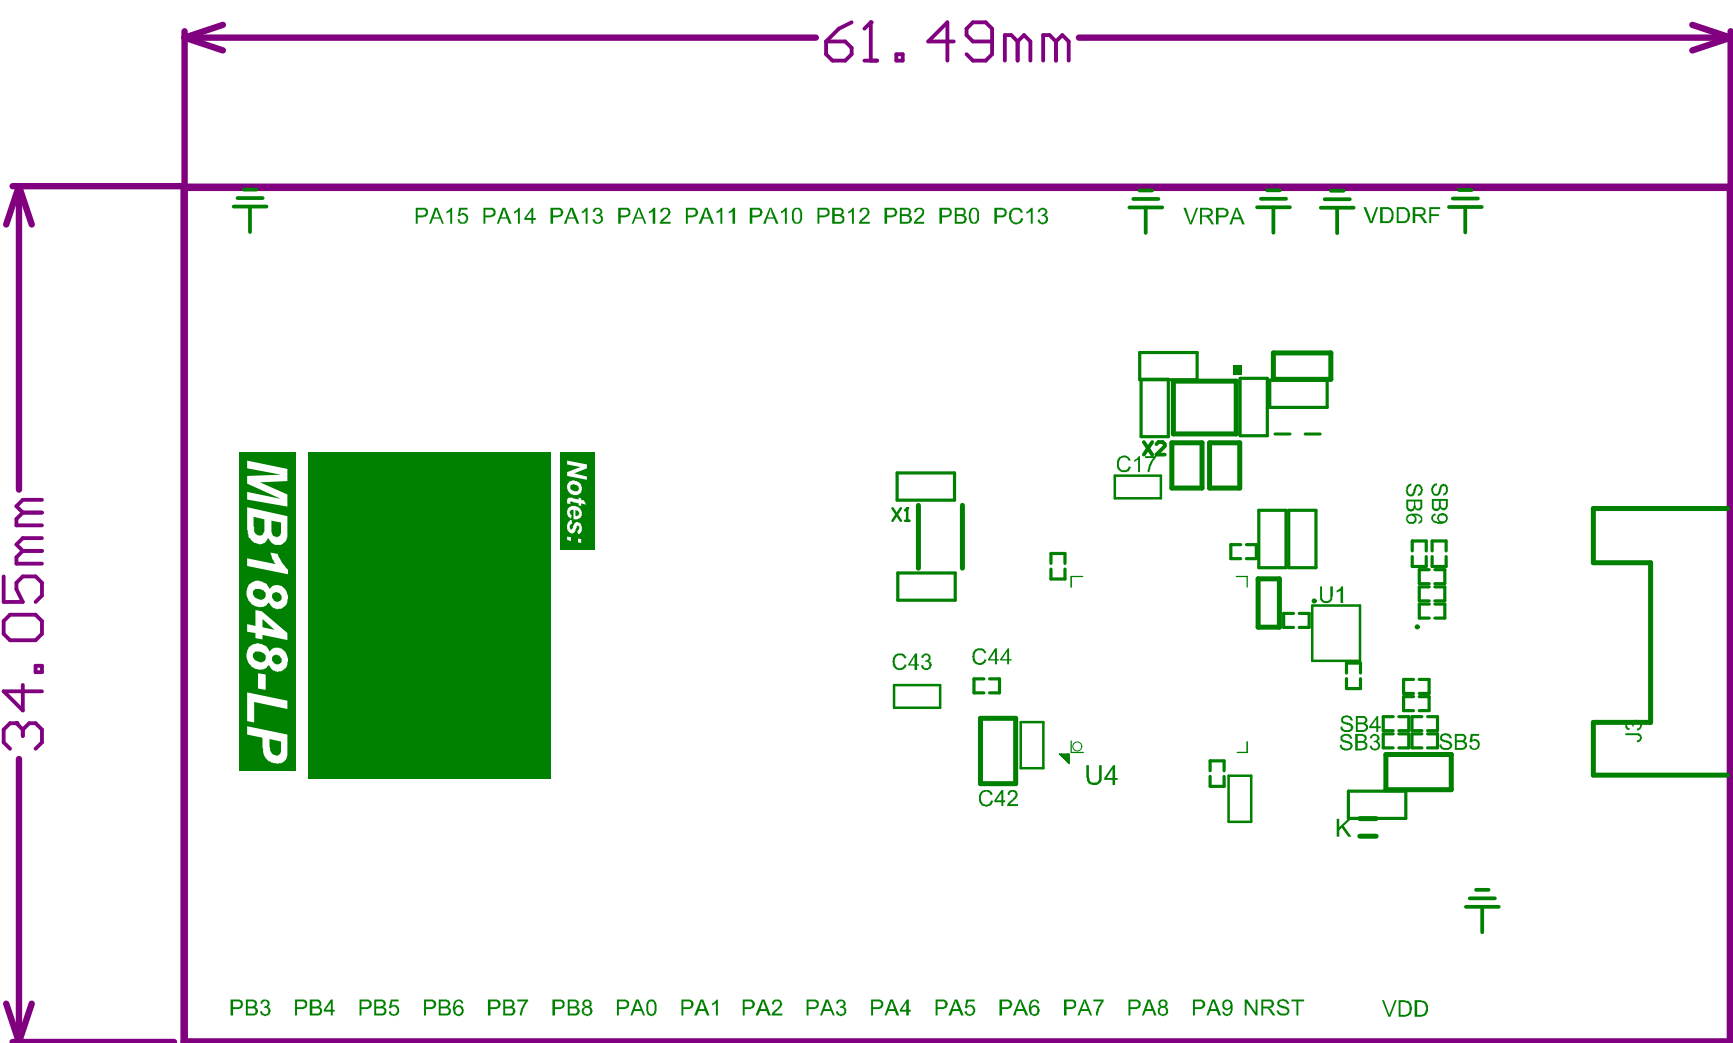 61.49mm
PA15 PA14 PA13 PA12 PA11 PA10 PB12 PB2 PB0 PC13 VRPA VDDRF
X2
C17
MB1848-LP
Notes:
X1
SB6 SB9
U1
34.05mm
C43 C44
SB4
SB3 SB5
J3
U4
C42
K
PB3 PB4 PB5 PB6 PB7 PB8 PA0 PA1 PA2 PA3 PA4 PA5 PA6 PA7 PA8 PA9 NRST VDD